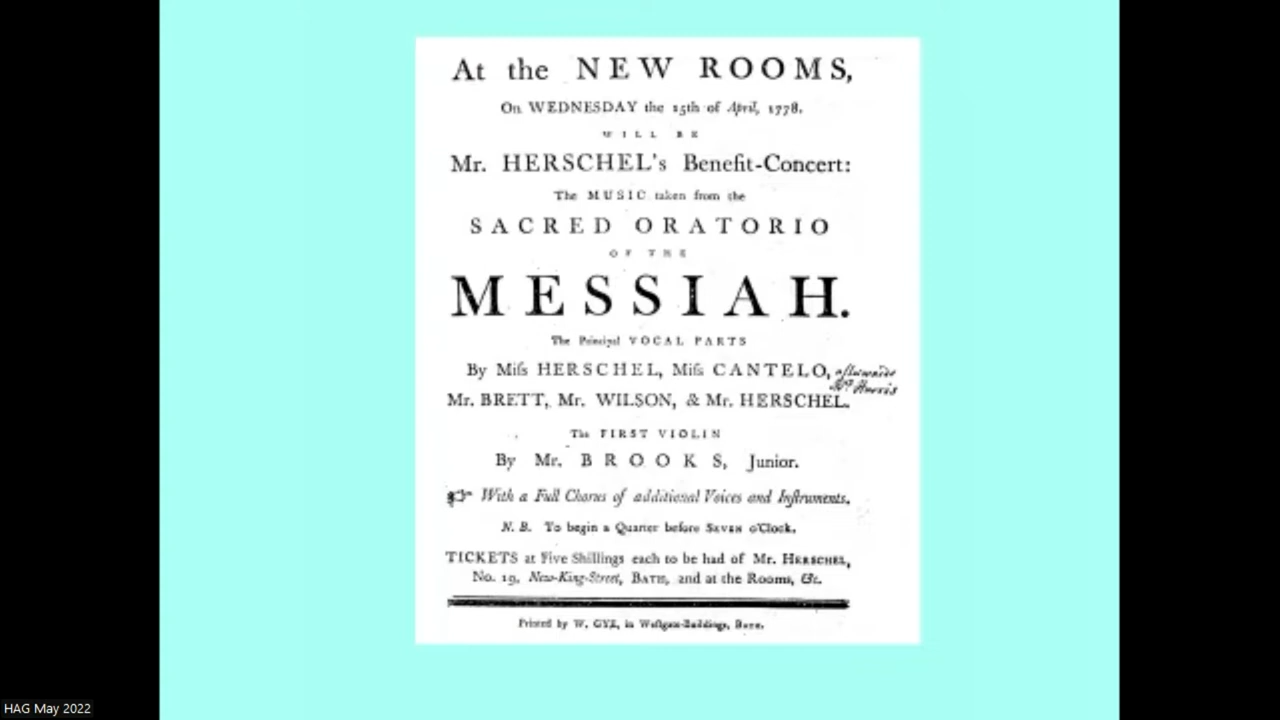 At the NEW ROOMS,
On WEDNESDAY the 15th of April, 1778.
WILL BE
Mr. HERSCHEL's Benefit-Concert:
The MUSIC taken from the
SACRED ORATORIO
OF THE
MESSIAH.
The Principal VOCAL PARTS
By Miſs HERSCHEL, Miſs CANTELO, afterwards
Mr. BRETT, Mr. WILSON, & Mr. HERSCHEL.
The FIRST VIOLIN
By Mr. BROOKS, Junior.
☞ With a Full Chorus of additional Voices and Inſtruments.
N. B. To begin a Quarter before SEVEN o'Clock.
TICKETS at Five Shillings each to be had of Mr. HERSCHEL,
No. 19, New-King-Street, BATH, and at the Rooms, &c.
Printed by W. GYE, in Weſtgate-Buildings, BATH.
HAG May 2022